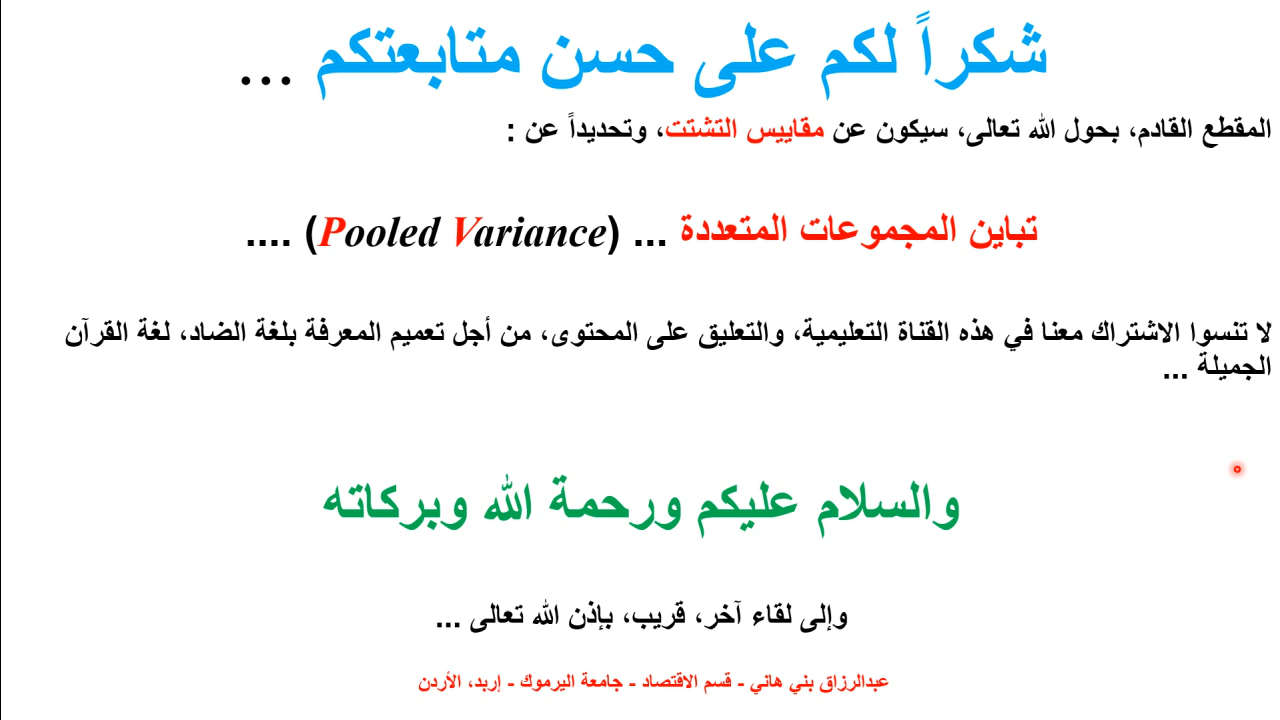 شكراً لكم على حسن متابعتكم ...
المقطع القادم، بحول الله تعالى، سيكون عن مقاييس التشتت، وتحديداً عن :
تباين المجموعات المتعددة ... (Pooled Variance) ....
لا تنسوا الاشتراك معنا في هذه القناة التعليمية، والتعليق على المحتوى، من أجل تعميم المعرفة بلغة الضاد، لغة القرآن
الجميلة ...
والسلام عليكم ورحمة الله وبركاته
وإلى لقاء آخر، قريب، بإذن الله تعالى ...
عبدالرزاق بني هاني - قسم الاقتصاد - جامعة اليرموك - إربد، الأردن